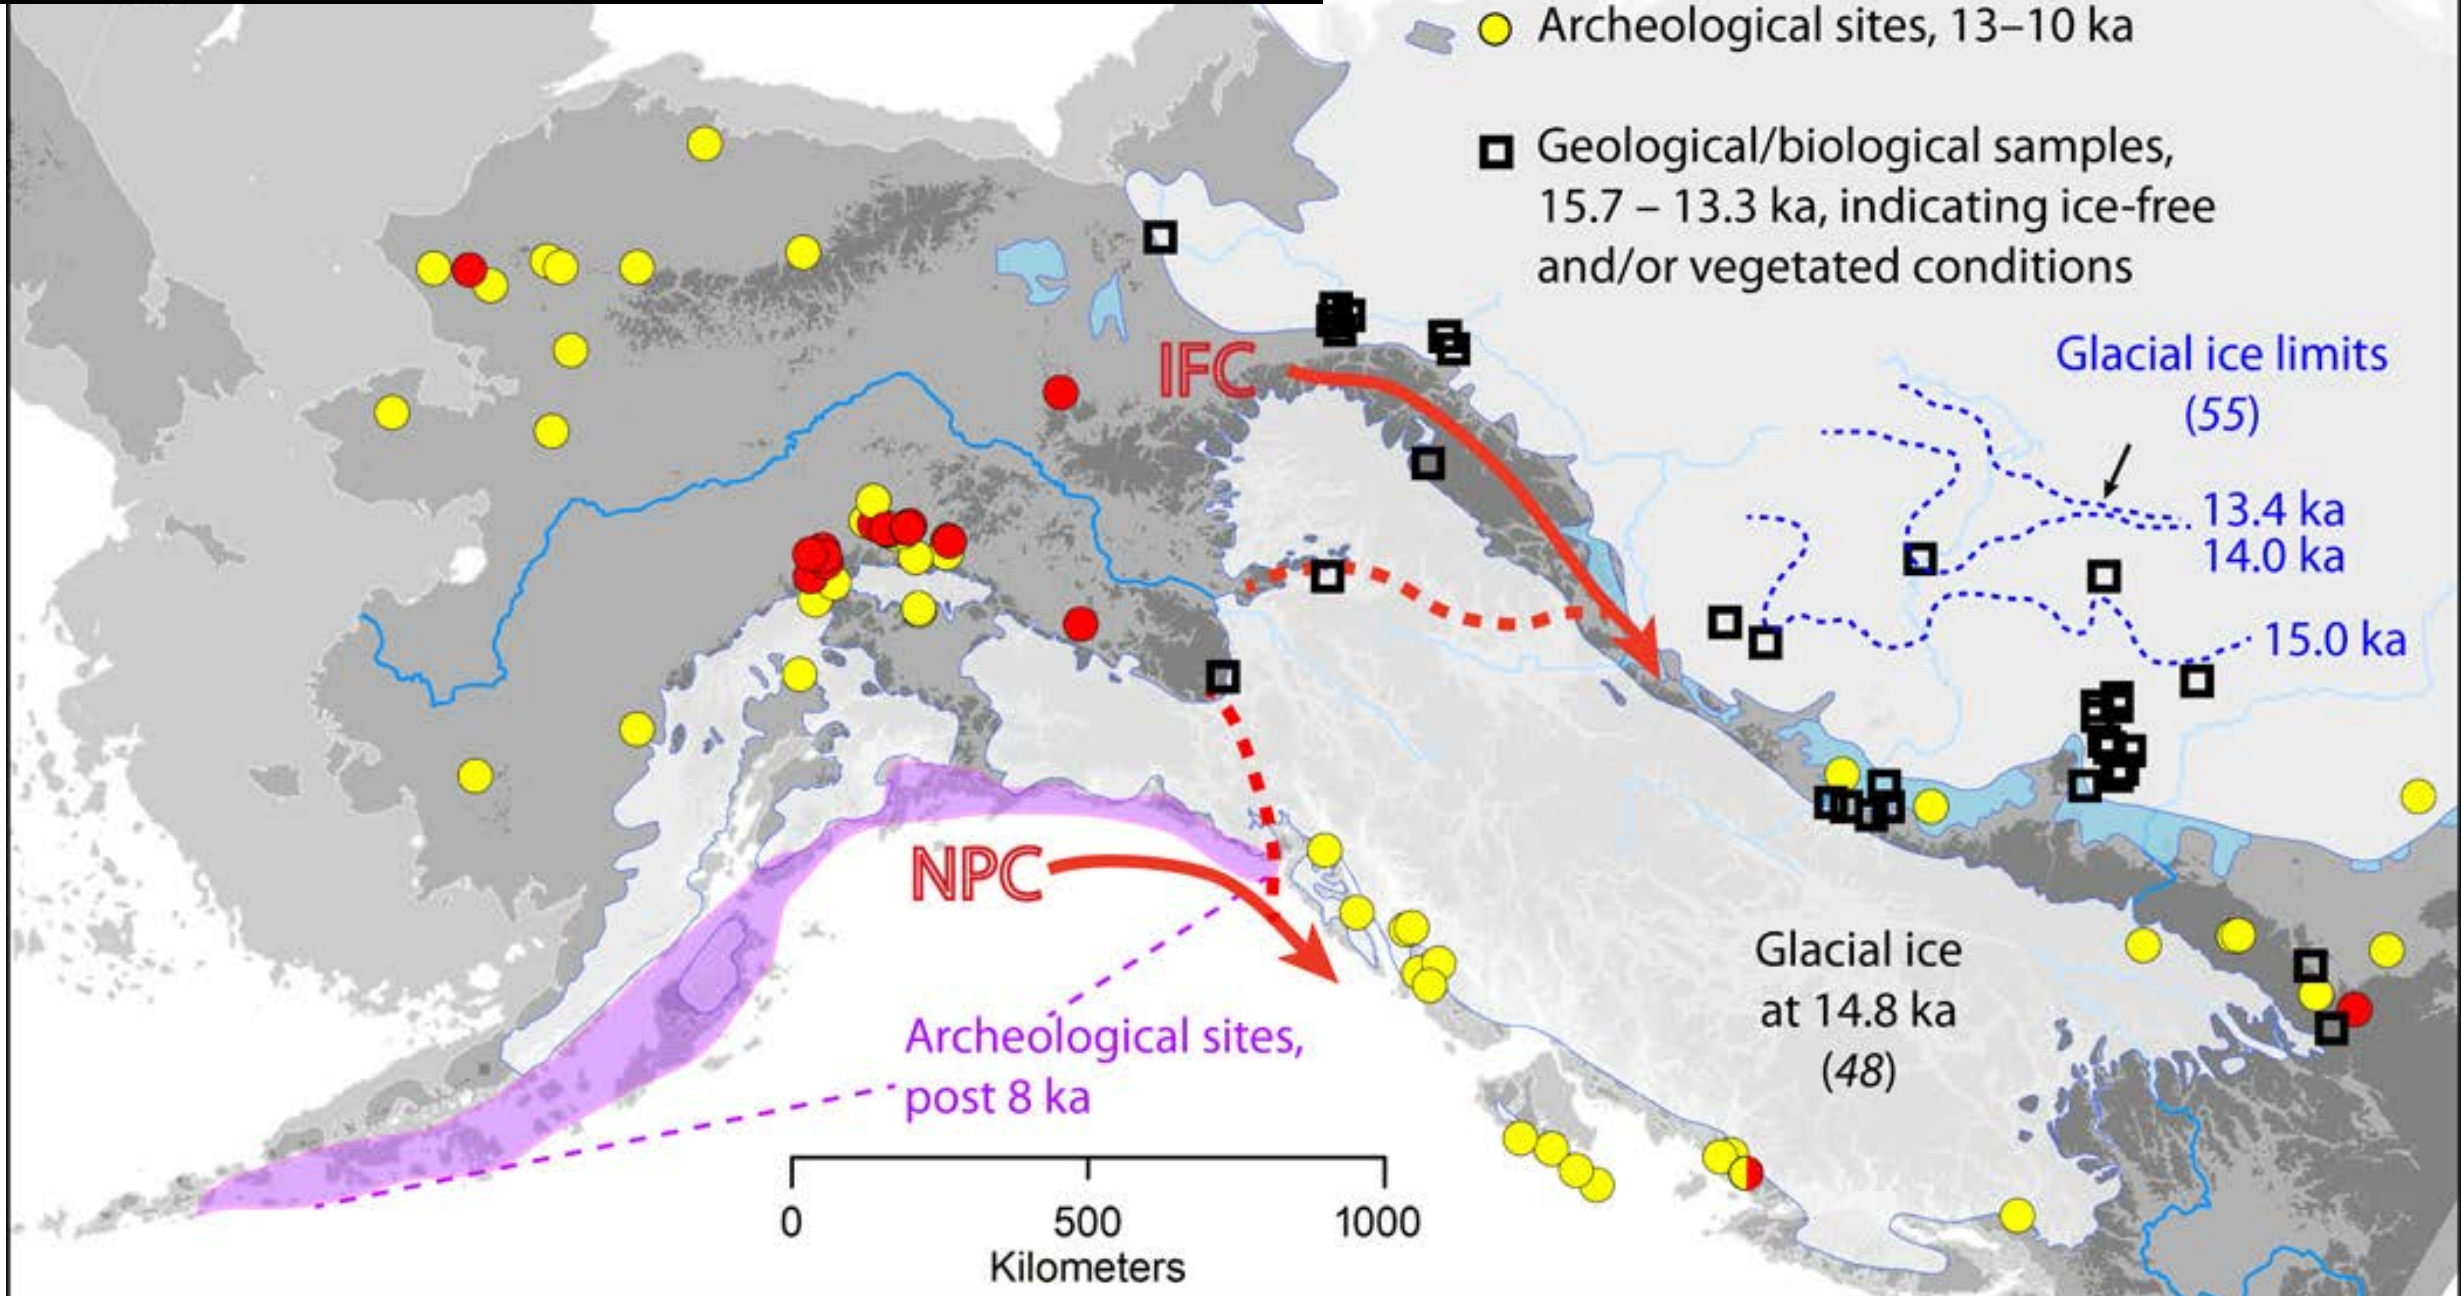 Archeological sites, 13–10 ka
Geological/biological samples,
15.7 – 13.3 ka, indicating ice-free
and/or vegetated conditions
Glacial ice limits
(55)
IFC
13.4 ka
14.0 ka
15.0 ka
NPC
Glacial ice
at 14.8 ka
(48)
Archeological sites,
post 8 ka
0 500 1000
Kilometers